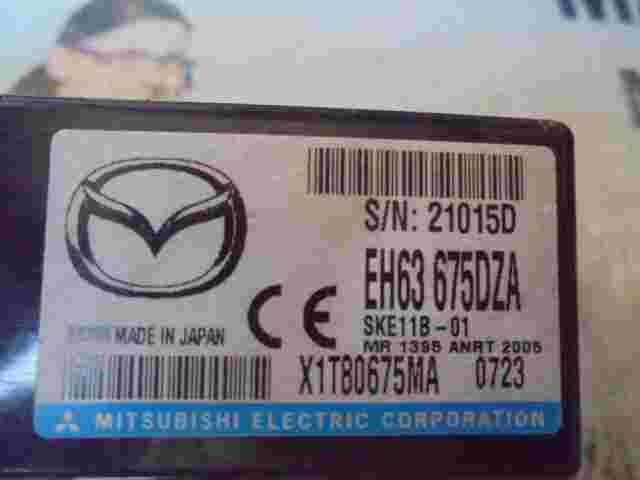 S/N: 21015D
EH63 675DZA
SKE11B-01
MADE IN JAPAN
MR 1395 ANRT 2005
X1T80675MA 0723
MITSUBISHI ELECTRIC CORPORATION